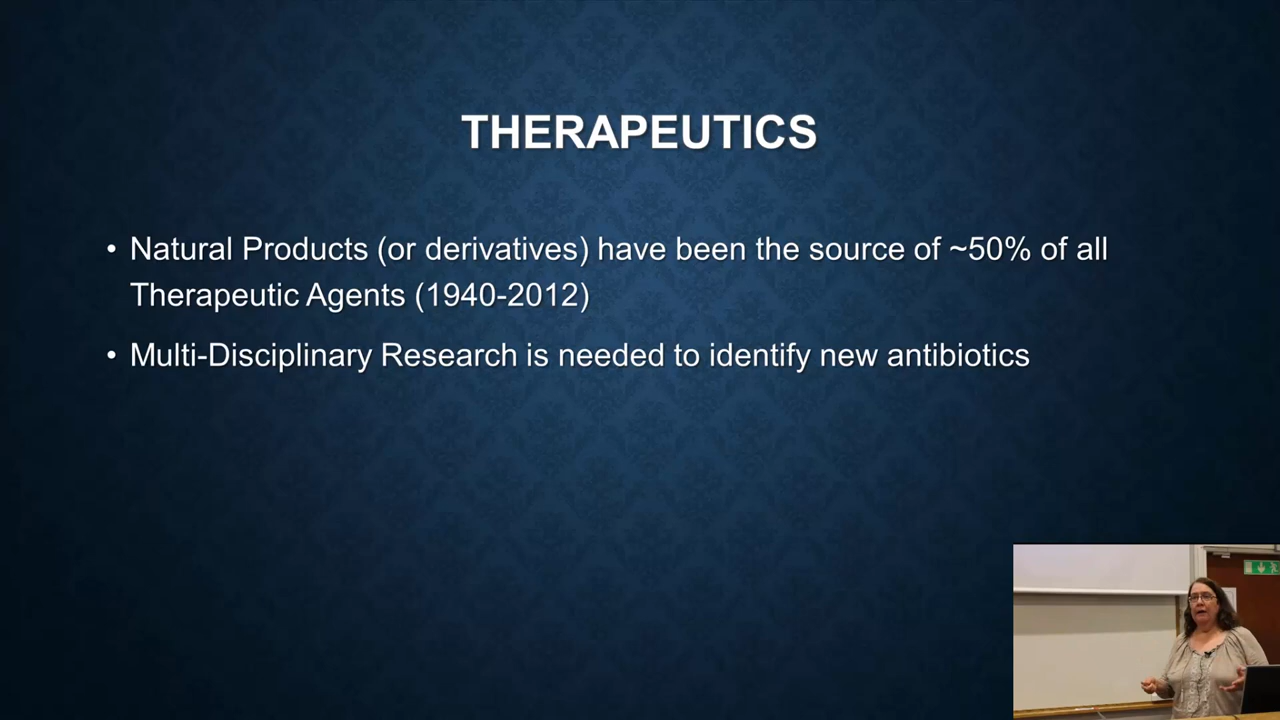 THERAPEUTICS
• Natural Products (or derivatives) have been the source of ~50% of all
Therapeutic Agents (1940-2012)
• Multi-Disciplinary Research is needed to identify new antibiotics